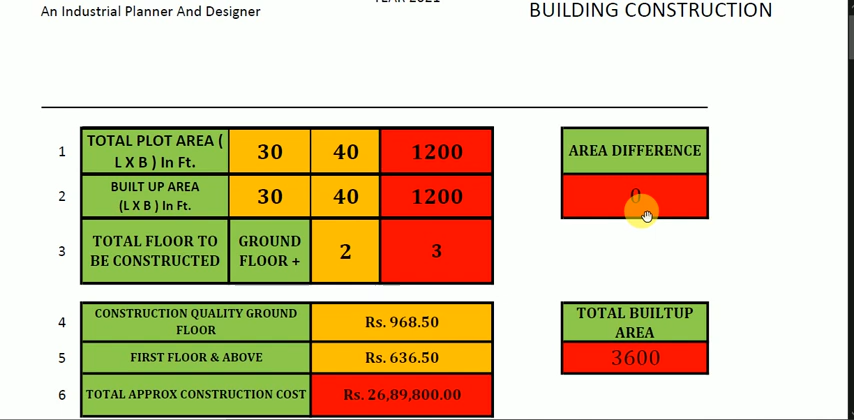 An Industrial Planner And Designer
YEAR 2021
BUILDING CONSTRUCTION
1
TOTAL PLOT AREA (
L X B ) In Ft.
30
40
1200
AREA DIFFERENCE
2
BUILT UP AREA
(L X B ) In Ft.
30
40
1200
0
3
TOTAL FLOOR TO
BE CONSTRUCTED
GROUND
FLOOR +
2
3
4
CONSTRUCTION QUALITY GROUND
FLOOR
Rs. 968.50
TOTAL BUILTUP
AREA
5
FIRST FLOOR & ABOVE
Rs. 636.50
3600
6
TOTAL APPROX CONSTRUCTION COST
Rs. 26,89,800.00